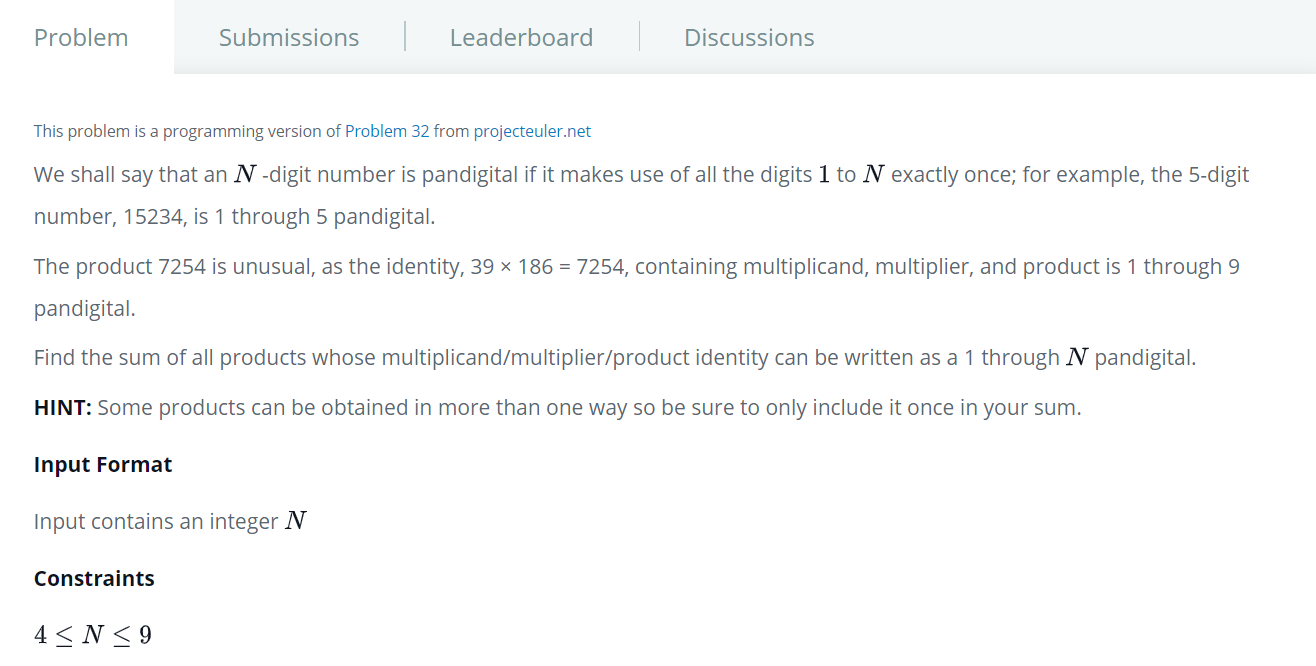 Problem Submissions Leaderboard Discussions
This problem is a programming version of Problem 32 from projecteuler.net
We shall say that an N -digit number is pandigital if it makes use of all the digits 1 to N exactly once; for example, the 5-digit
number, 15234, is 1 through 5 pandigital.
The product 7254 is unusual, as the identity, 39 × 186 = 7254, containing multiplicand, multiplier, and product is 1 through 9
pandigital.
Find the sum of all products whose multiplicand/multiplier/product identity can be written as a 1 through N pandigital.
HINT: Some products can be obtained in more than one way so be sure to only include it once in your sum.
Input Format
Input contains an integer N
Constraints
4 ≤ N ≤ 9